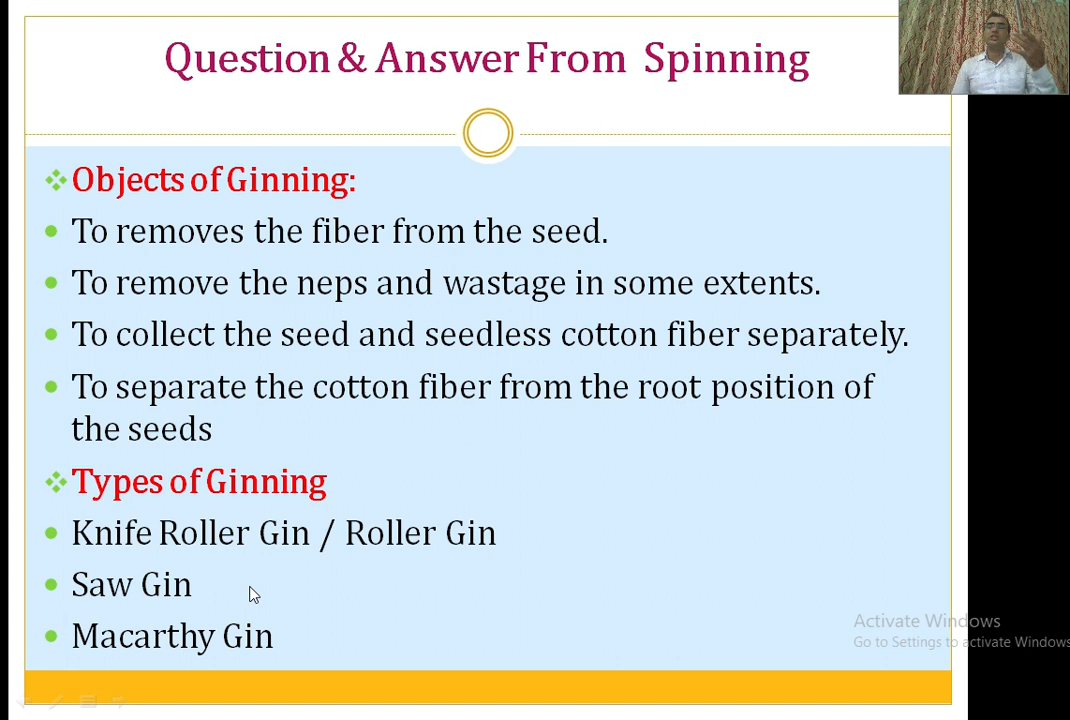 Question & Answer From Spinning
Objects of Ginning:
To removes the fiber from the seed.
To remove the neps and wastage in some extents.
To collect the seed and seedless cotton fiber separately.
To separate the cotton fiber from the root position of
the seeds
Types of Ginning
Knife Roller Gin / Roller Gin
Saw Gin
Macarthy Gin
Activate Windows
Go to Settings to activate Windows